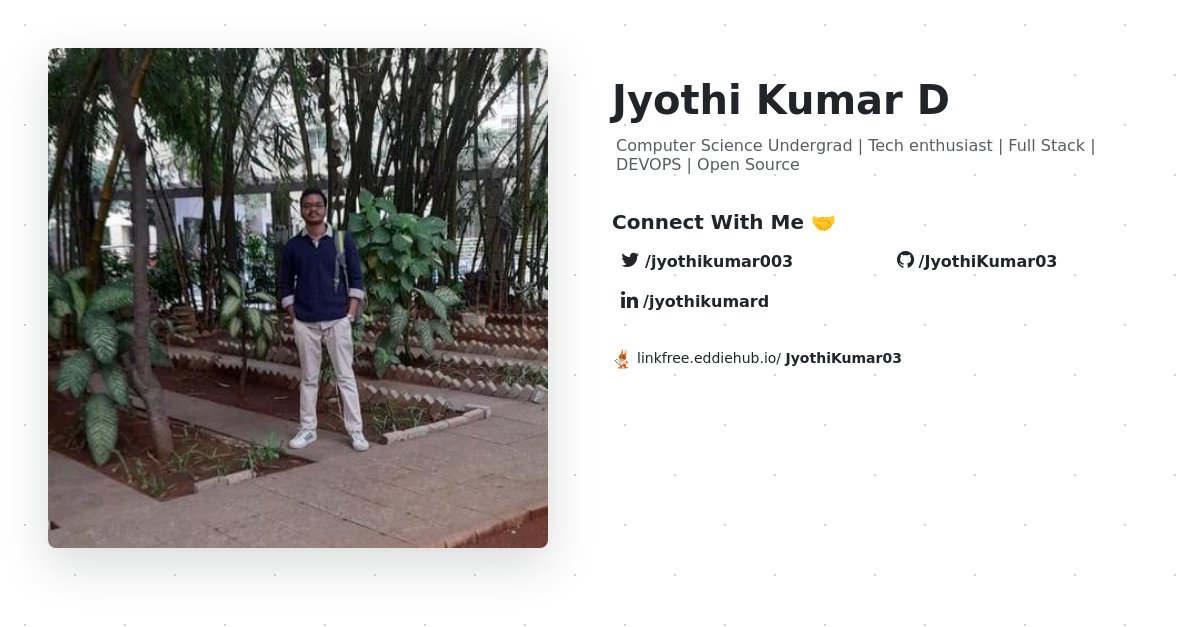 Jyothi Kumar D
Computer Science Undergrad | Tech enthusiast | Full Stack |
DEVOPS | Open Source
Connect With Me 🤝
/jyothikumar003
/JyothiKumar03
/jyothikumard
linkfree.eddiehub.io/ JyothiKumar03